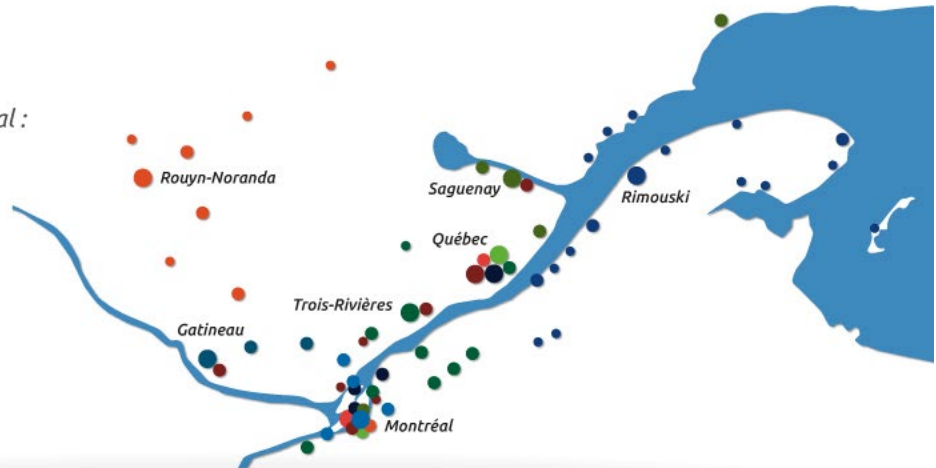 al :
Rouyn-Noranda
Saguenay
Rimouski
Québec
Trois-Rivières
Gatineau
Montréal